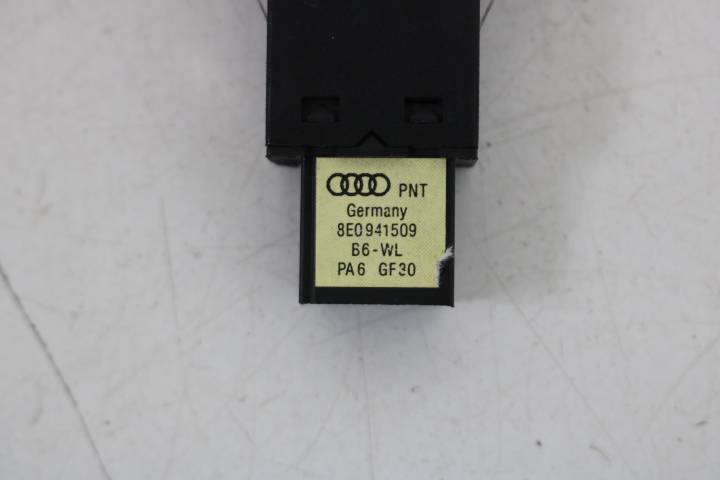 PNT
Germany
8E0941509
B6-WL
PA6 GF30